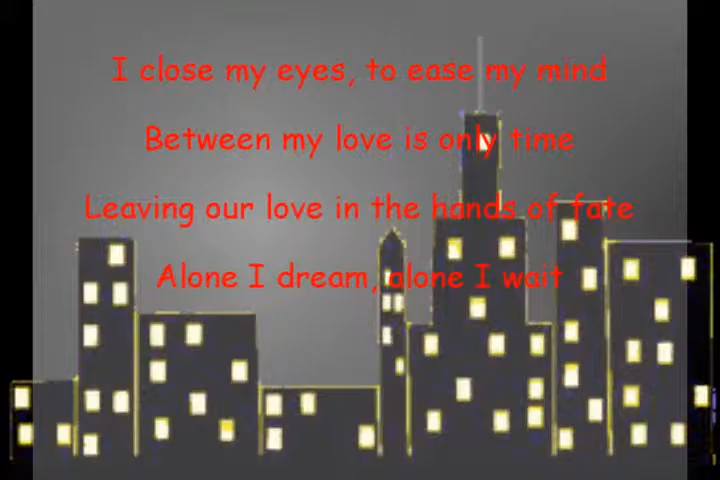 I close my eyes, to ease my mind
Between my love is only time
Leaving our love in the hands of fate
Alone I dream, alone I wait